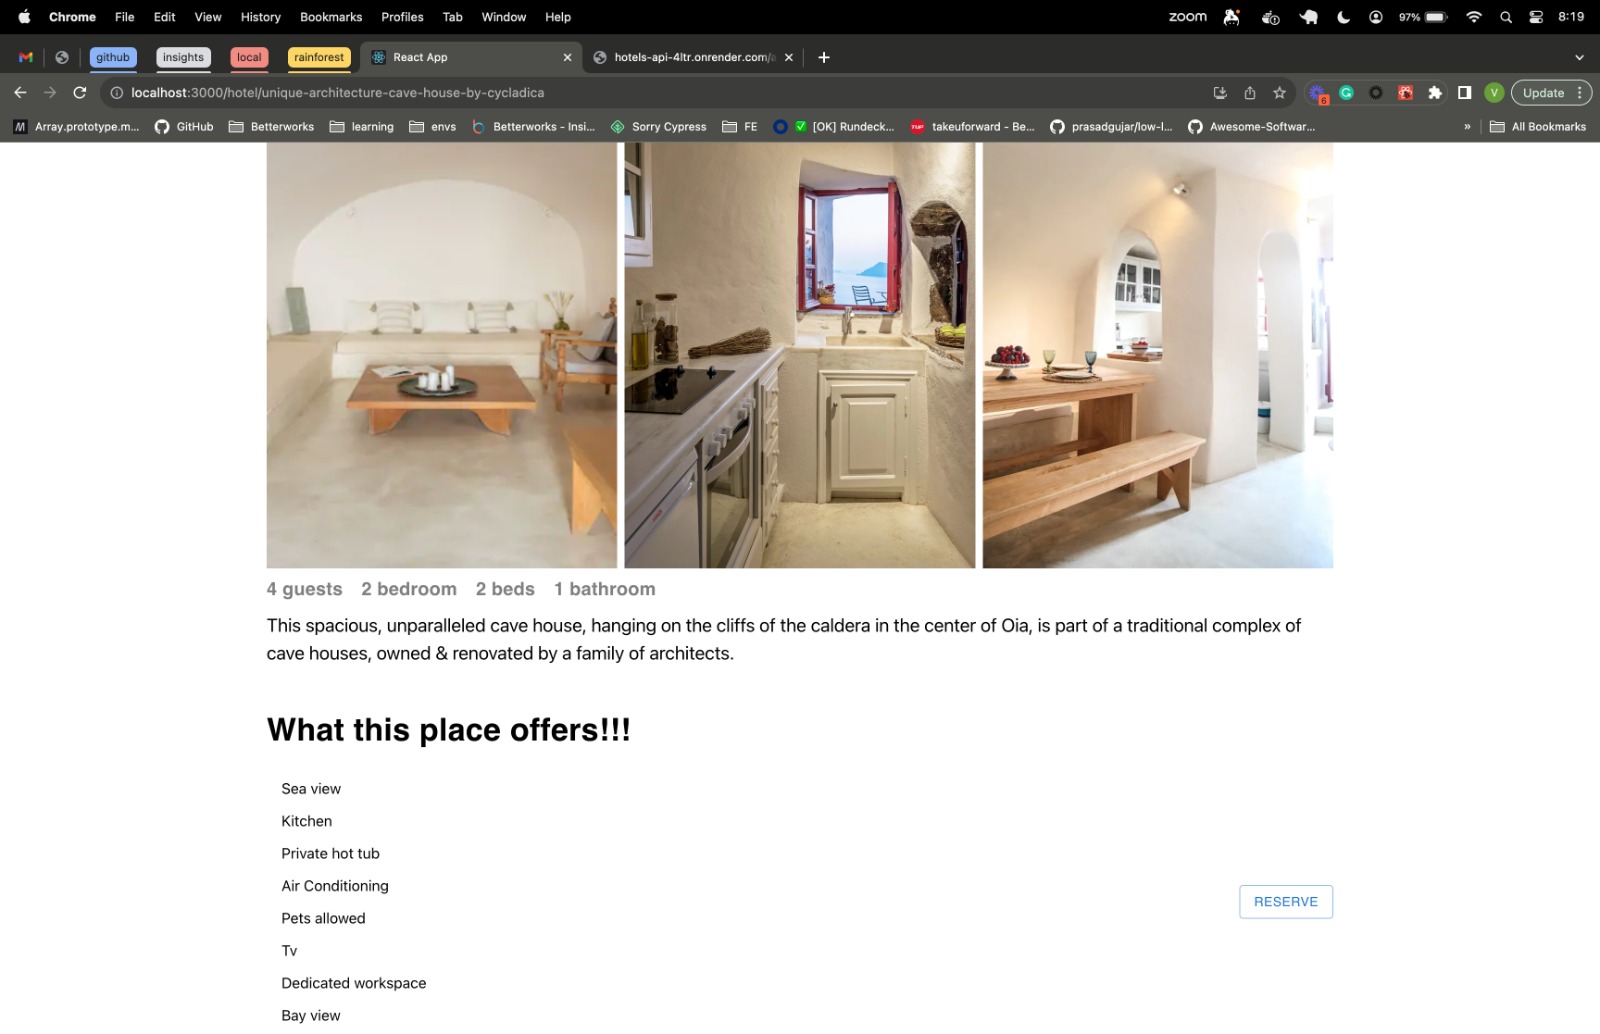 Chrome File Edit View History Bookmarks Profiles Tab Window Help zoom 97% 8:19
github insights local rainforest React App hotels-api-4ltr.onrender.com/
localhost:3000/hotel/unique-architecture-cave-house-by-cycladica 6 V Update
Array.prototype.m... GitHub Betterworks learning envs Betterworks - Insi... Sorry Cypress FE [OK] Rundeck... takeuforward - Be... prasadgujar/low-l... Awesome-Softwar... » All Bookmarks
4 guests 2 bedroom 2 beds 1 bathroom
This spacious, unparalleled cave house, hanging on the cliffs of the caldera in the center of Oia, is part of a traditional complex of
cave houses, owned & renovated by a family of architects.
What this place offers!!!
Sea view
Kitchen
Private hot tub
Air Conditioning
RESERVE
Pets allowed
Tv
Dedicated workspace
Bay view